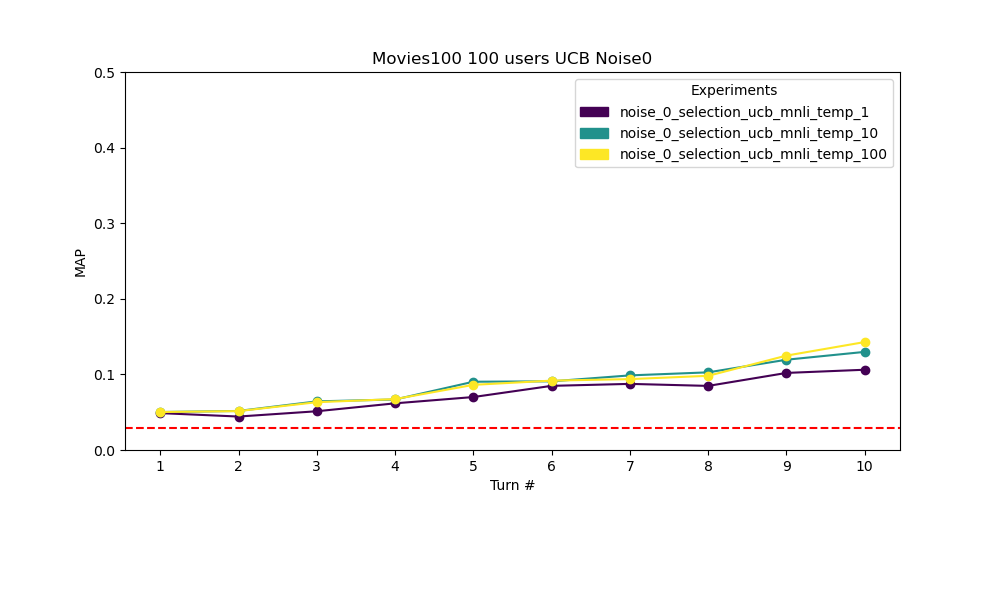 Movies100 100 users UCB Noise0
0.5
0.4
0.3
0.2
0.1
0.0
MAP
Experiments
noise_0_selection_ucb_mnli_temp_1
noise_0_selection_ucb_mnli_temp_10
noise_0_selection_ucb_mnli_temp_100
1 2 3 4 5 6 7 8 9 10
Turn #